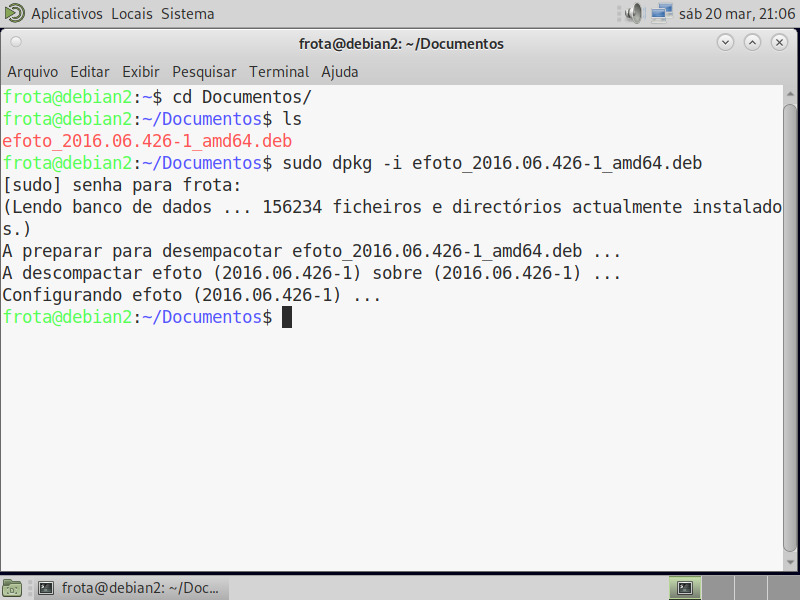 Aplicativos Locais Sistema sáb 20 mar, 21:06
frota@debian2: ~/Documentos
Arquivo Editar Exibir Pesquisar Terminal Ajuda
frota@debian2:~$ cd Documentos/
frota@debian2:~/Documentos$ ls
efoto_2016.06.426-1_amd64.deb
frota@debian2:~/Documentos$ sudo dpkg -i efoto_2016.06.426-1_amd64.deb
[sudo] senha para frota:
(Lendo banco de dados ... 156234 ficheiros e directórios actualmente instalado
s.)
A preparar para desempacotar efoto_2016.06.426-1_amd64.deb ...
A descompactar efoto (2016.06.426-1) sobre (2016.06.426-1) ...
Configurando efoto (2016.06.426-1) ...
frota@debian2:~/Documentos$
frota@debian2: ~/Doc...